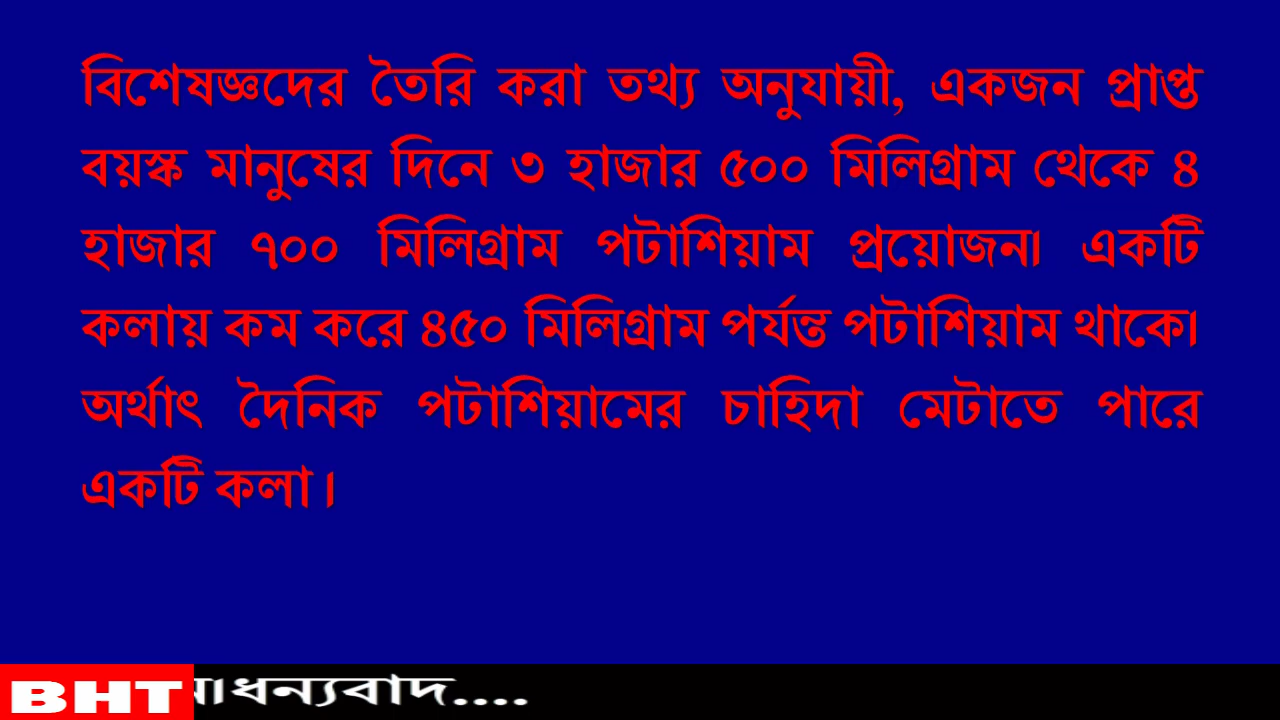 বিশেষজ্ঞদের তৈরি করা তথ্য অনুযায়ী, একজন প্রাপ্ত
বয়স্ক মানুষের দিনে ৩ হাজার ৫০০ মিলিগ্রাম থেকে ৪
হাজার ৭০০ মিলিগ্রাম পটাশিয়াম প্রয়োজন৷ একটি
কলায় কম করে ৪৫০ মিলিগ্রাম পর্যন্ত পটাশিয়াম থাকে৷
অর্থাৎ দৈনিক পটাশিয়ামের চাহিদা মেটাতে পারে
একটি কলা।
BHT ।ধন্যবাদ....